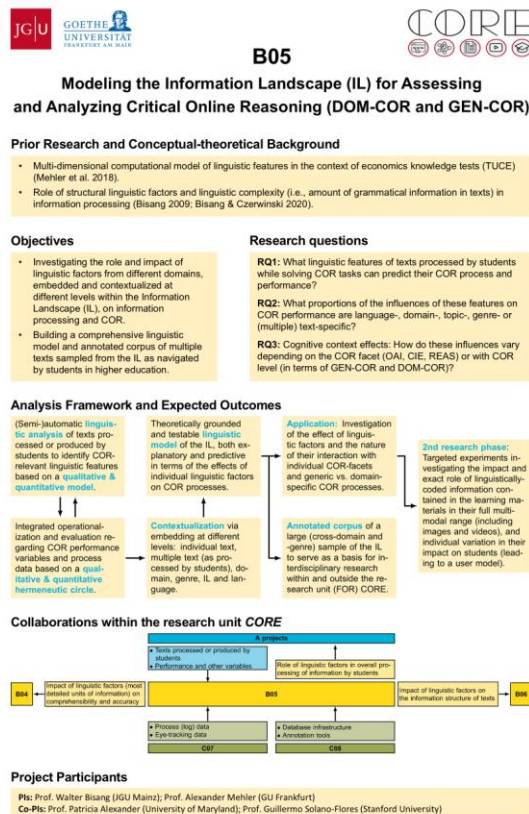 JG|U
GOETHE
UNIVERSITÄT
FRANKFURT AM MAIN
CORE
B05
Modeling the Information Landscape (IL) for Assessing
and Analyzing Critical Online Reasoning (DOM-COR and GEN-COR)
Prior Research and Conceptual-theoretical Background
• Multi-dimensional computational model of linguistic features in the context of economics knowledge tests (TUCE)
(Mehler et al. 2018).
• Role of structural linguistic factors and linguistic complexity (i.e., amount of grammatical information in texts) in
information processing (Bisang 2009; Bisang & Czerwinski 2020).
Objectives
• Investigating the role and impact of
linguistic factors from different domains,
embedded and contextualized at
different levels within the Information
Landscape (IL), on information
processing and COR.
• Building a comprehensive linguistic
model and annotated corpus of multiple
texts sampled from the IL as navigated
by students in higher education.
Research questions
RQ1: What linguistic features of texts processed by students
while solving COR tasks can predict their COR process and
performance?
RQ2: What proportions of the influences of these features on
COR performance are language-, domain-, topic-, genre- or
(multiple) text-specific?
RQ3: Cognitive context effects: How do these influences vary
depending on the COR facet (OAI, CIE, REAS) or with COR
level (in terms of GEN-COR and DOM-COR)?
Analysis Framework and Expected Outcomes
(Semi-)automatic linguis-
tic analysis of texts pro-
cessed or produced by
students to identify COR-
relevant linguistic features
based on a qualitative &
quantitative model.
Integrated operational-
ization and evaluation re-
garding COR performance
variables and process
data based on a qual-
itative & quantitative
hermeneutic circle.
Theoretically grounded
and testable linguistic
model of the IL, both ex-
planatory and predictive
in terms of the effects of
individual linguistic factors
on COR processes.
Contextualization via
embedding at different
levels: individual text,
multiple text (as pro-
cessed by students), do-
main, genre, IL and lan-
guage.
Application: Investigation
of the effect of linguis-
tic factors and the nature
of their interaction with
individual COR-facets
and generic vs. domain-
specific COR processes.
Annotated corpus of a
large (cross-domain and
-genre) sample of the IL
to serve as a basis for in-
terdisciplinary research
within and outside the
research unit (FOR) CORE.
2nd research phase:
Targeted experiments
investigating the impact and
exact role of linguistically-
coded information con-
tained in the learning ma-
terials in their full multi-
modal range (including
images and videos), and
individual variation in their
impact on students (lead-
ing to a user model).
Collaborations within the research unit CORE
A projects
• Texts processed or produced by
students
• Performance and other variables
Role of linguistic factors in overall pro-
cessing of information by students
B04
Impact of linguistic factors (most
detailed units of information) on
comprehensibility and accuracy
B05
Impact of linguistic factors on
the information structure of texts
B06
• Process (log) data
• Eye-tracking data
C07
• Database infrastructure
• Annotation tools
C08
Project Participants
PIs: Prof. Walter Bisang (JGU Mainz); Prof. Alexander Mehler (GU Frankfurt)
Co-PIs: Prof. Patricia Alexander (University of Maryland); Prof. Guillermo Solano-Flores (Stanford University)